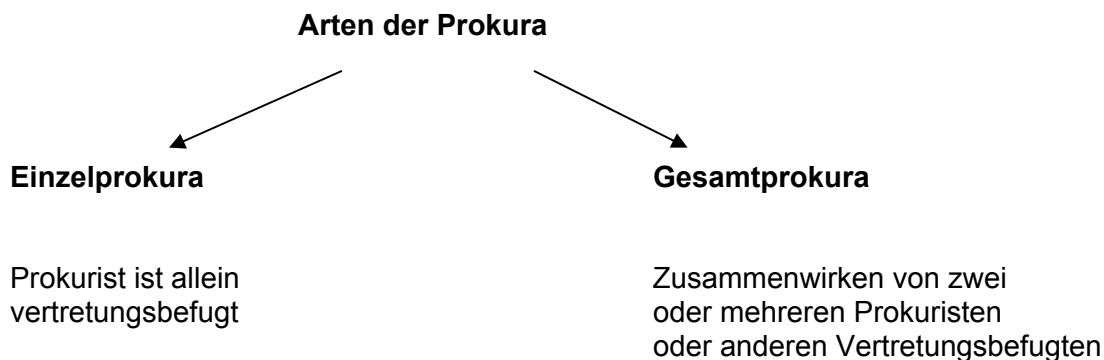 Arten der Prokura
Einzelprokura
Gesamtprokura
Prokurist ist allein
vertretungsbefugt
Zusammenwirken von zwei
oder mehreren Prokuristen
oder anderen Vertretungsbefugten